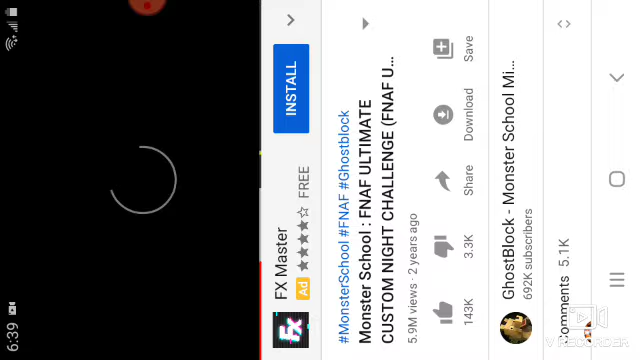 6:39
FX Master
Ad ★★★★☆ FREE
INSTALL
#MonsterSchool #FNAF #Ghostblock
Monster School : FNAF ULTIMATE
CUSTOM NIGHT CHALLENGE (FNAF U...
5.9M views · 2 years ago
143K
3.3K
Share
Download
Save
GhostBlock - Monster School Mi...
692K subscribers
Comments 5.1K
V RECORDER